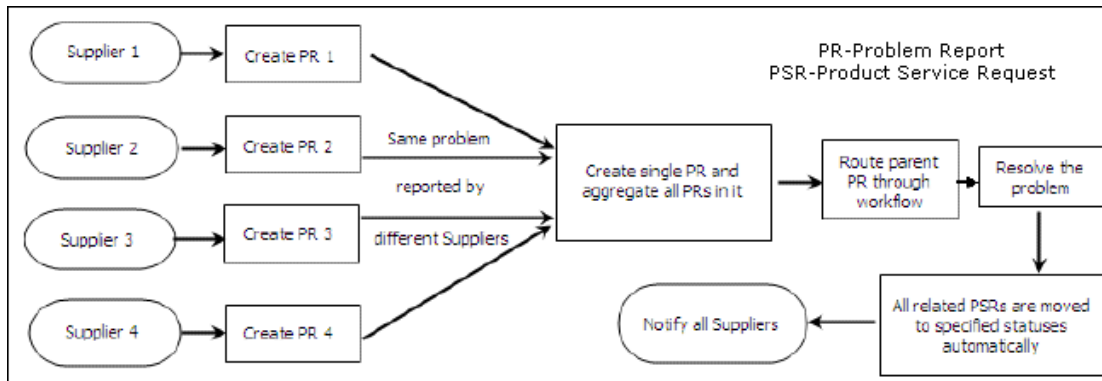 Supplier 1
Create PR 1
PR-Problem Report
PSR-Product Service Request
Supplier 2
Create PR 2
Same problem
reported by
different Suppliers
Supplier 3
Create PR 3
Supplier 4
Create PR 4
Create single PR and
aggregate all PRs in it
Route parent
PR through
workflow
Resolve the
problem
All related PSRs are moved
to specified statuses
automatically
Notify all Suppliers